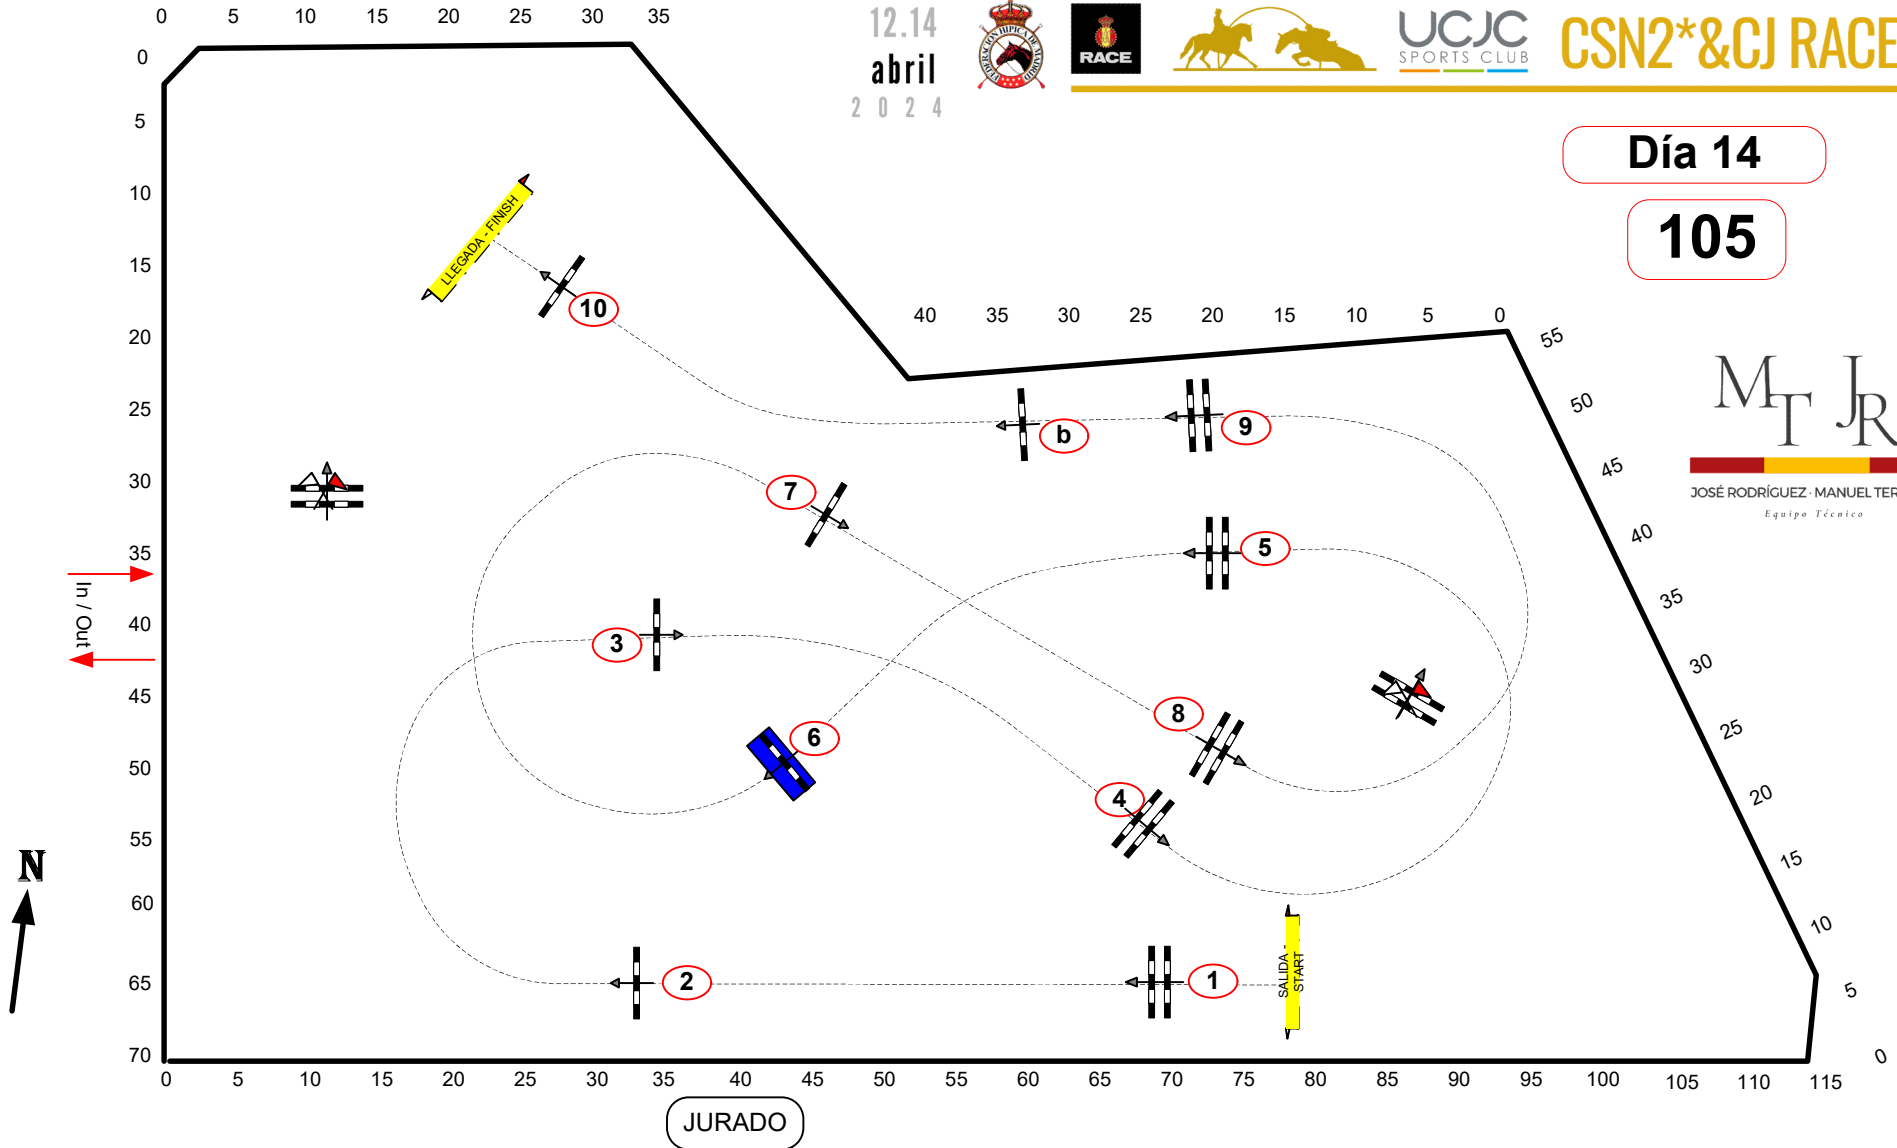 0 5 10 15 20 25 30 35
12.14
abril
2 0 2 4
FEDERACIÓN HÍPICA DE MADRID
RACE
UCJC
SPORTS CLUB
CSN2*&CJ RACE
Día 14
105
0
5
10
15
20
25
30
35
40
45
50
55
60
65
70
LLEGADA - FINISH
10
40 35 30 25 20 15 10 5 0
55
50
45
40
35
30
25
20
15
10
5
0
MT JR
JOSÉ RODRÍGUEZ · MANUEL TER
Equipo Técnico
b
9
7
5
3
8
6
4
2
1
In / Out
N
SALIDA -
START
0 5 10 15 20 25 30 35 40 45 50 55 60 65 70 75 80 85 90 95 100 105 110 115
JURADO